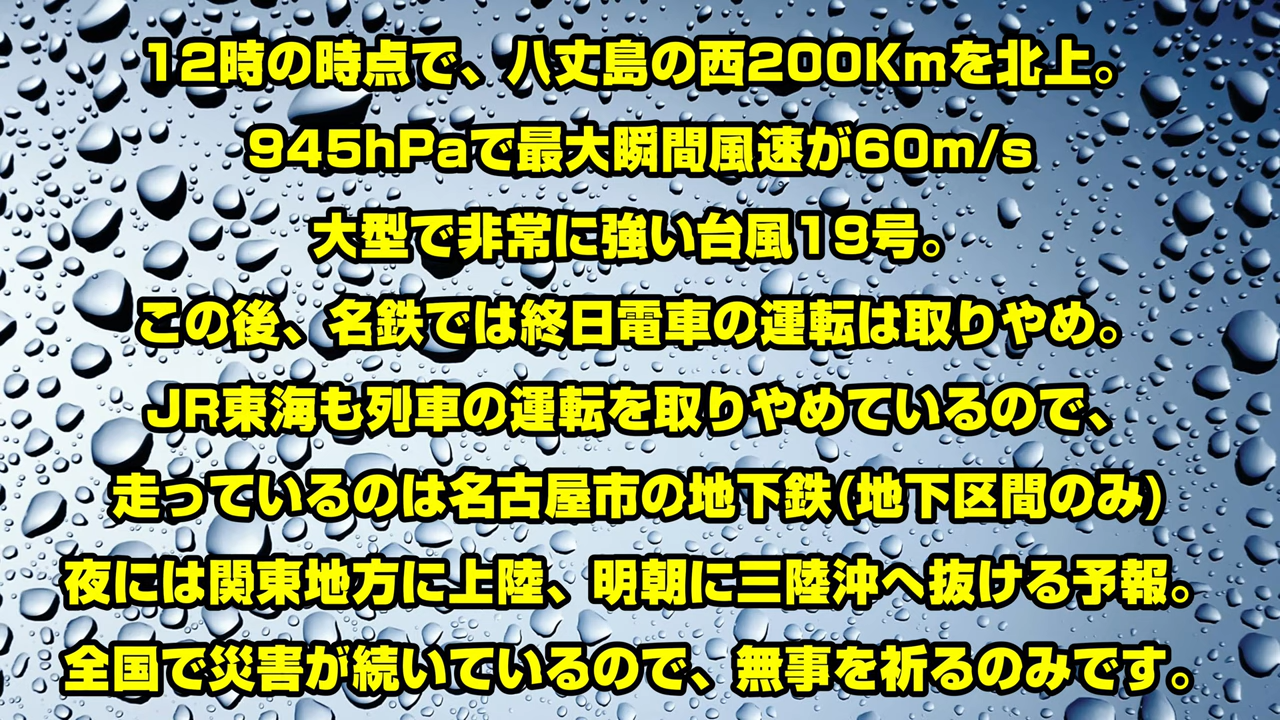 12時の時点で、八丈島の西200Kmを北上。
945hPaで最大瞬間風速が60m/s
大型で非常に強い台風19号。
この後、名鉄では終日電車の運転は取りやめ。
JR東海も列車の運転を取りやめているので、
走っているのは名古屋市の地下鉄(地下区間のみ)
夜には関東地方に上陸、明朝に三陸沖へ抜ける予報。
全国で災害が続いているので、無事を祈るのみです。